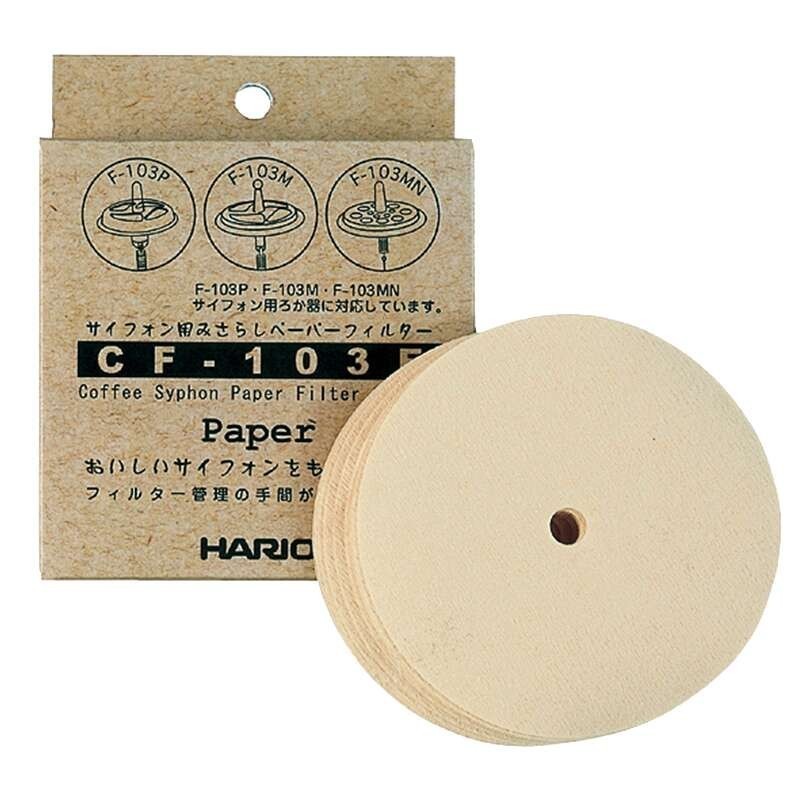 F-103P
F-103M
F-103MN
F-103P・F-103M・F-103MN
サイフォン用ろか器に対応しています。
サイフォン用みさらしペーパーフィルター
CF-103E
Coffee Syphon Paper Filter
Paper
おいしいサイフォンをも
フィルター管理の手間が
HARIO